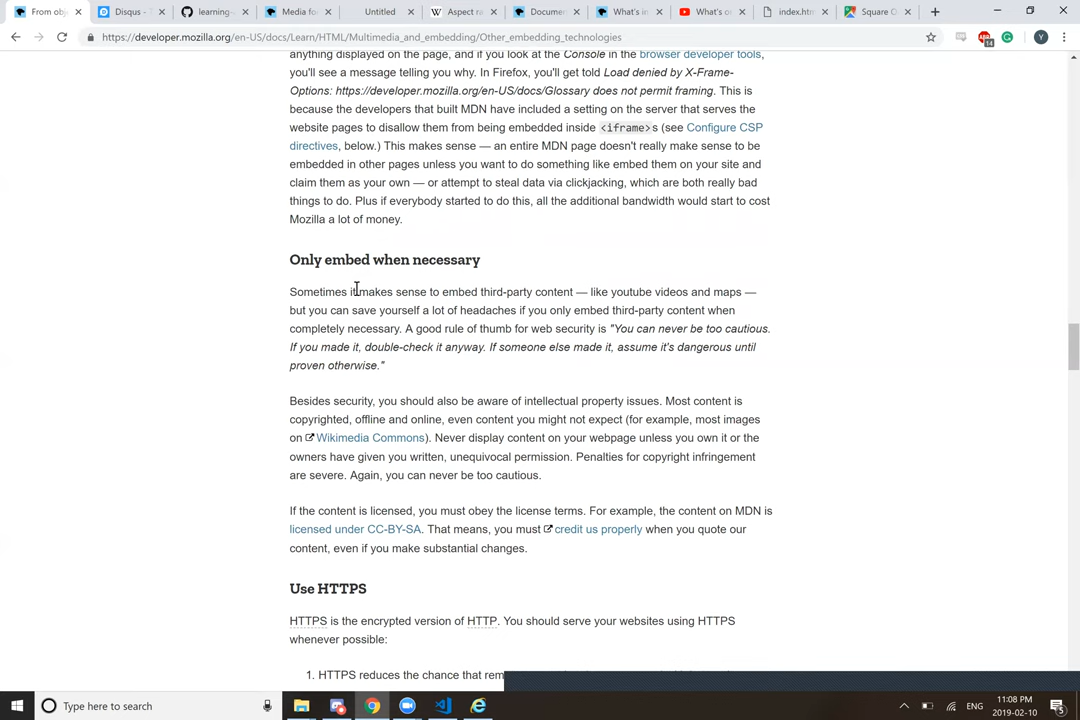 From obj
Disqus - 
learning-
Media fo
Untitled
Aspect ra
Documen
What's in
What's o
index.htm
Square O
https://developer.mozilla.org/en-US/docs/Learn/HTML/Multimedia_and_embedding/Other_embedding_technologies
14
Y
anything displayed on the page, and if you look at the Console in the browser developer tools,
you'll see a message telling you why. In Firefox, you'll get told Load denied by X-Frame-
Options: https://developer.mozilla.org/en-US/docs/Glossary does not permit framing. This is
because the developers that built MDN have included a setting on the server that serves the
website pages to disallow them from being embedded inside <iframe>s (see Configure CSP
directives, below.) This makes sense — an entire MDN page doesn't really make sense to be
embedded in other pages unless you want to do something like embed them on your site and
claim them as your own — or attempt to steal data via clickjacking, which are both really bad
things to do. Plus if everybody started to do this, all the additional bandwidth would start to cost
Mozilla a lot of money.
Only embed when necessary
Sometimes it makes sense to embed third-party content — like youtube videos and maps —
but you can save yourself a lot of headaches if you only embed third-party content when
completely necessary. A good rule of thumb for web security is "You can never be too cautious.
If you made it, double-check it anyway. If someone else made it, assume it's dangerous until
proven otherwise."
Besides security, you should also be aware of intellectual property issues. Most content is
copyrighted, offline and online, even content you might not expect (for example, most images
on Wikimedia Commons). Never display content on your webpage unless you own it or the
owners have given you written, unequivocal permission. Penalties for copyright infringement
are severe. Again, you can never be too cautious.
If the content is licensed, you must obey the license terms. For example, the content on MDN is
licensed under CC-BY-SA. That means, you must credit us properly when you quote our
content, even if you make substantial changes.
Use HTTPS
HTTPS is the encrypted version of HTTP. You should serve your websites using HTTPS
whenever possible:
1. HTTPS reduces the chance that rem
Type here to search
ENG
11:08 PM
2019-02-10
5